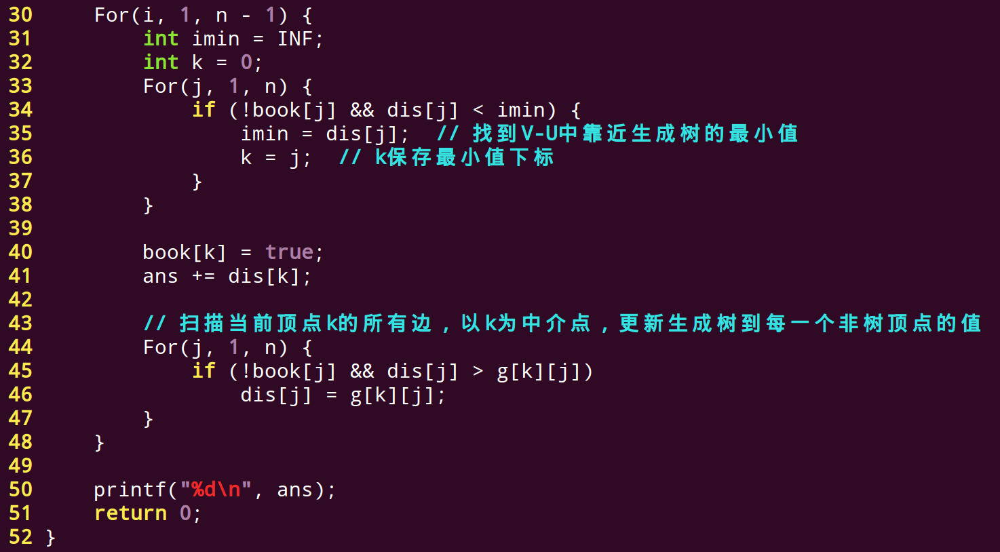 30     For(i, 1, n - 1) {
31         int imin = INF;
32         int k = 0;
33         For(j, 1, n) {
34             if (!book[j] && dis[j] < imin) {
35                 imin = dis[j];  // 找到V-U中靠近生成树的最小值
36                 k = j;  // k保存最小值下标
37             }
38         }
39
40         book[k] = true;
41         ans += dis[k];
42
43         // 扫描当前顶点k的所有边,以k为中介点,更新生成树到每一个非树顶点的值
44         For(j, 1, n) {
45             if (!book[j] && dis[j] > g[k][j])
46                 dis[j] = g[k][j];
47         }
48     }
49
50     printf("%d\n", ans);
51     return 0;
52 }